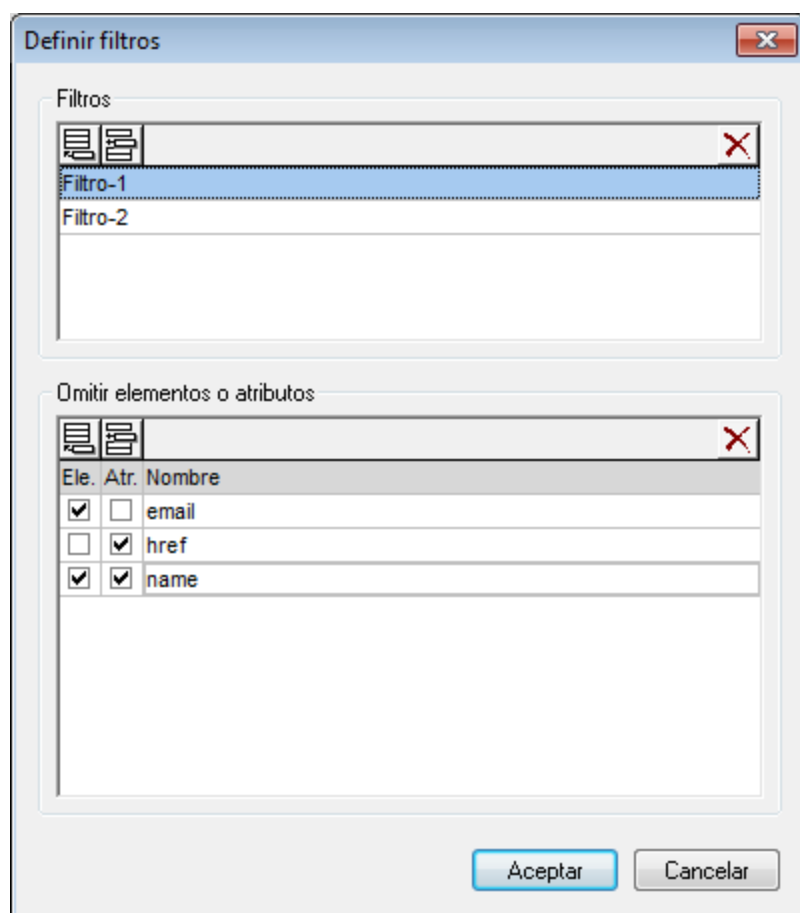 Definir filtros
Filtros
Filtro-1
Filtro-2
Omitir elementos o atributos
Ele. Atr. Nombre
email
href
name
Aceptar Cancelar